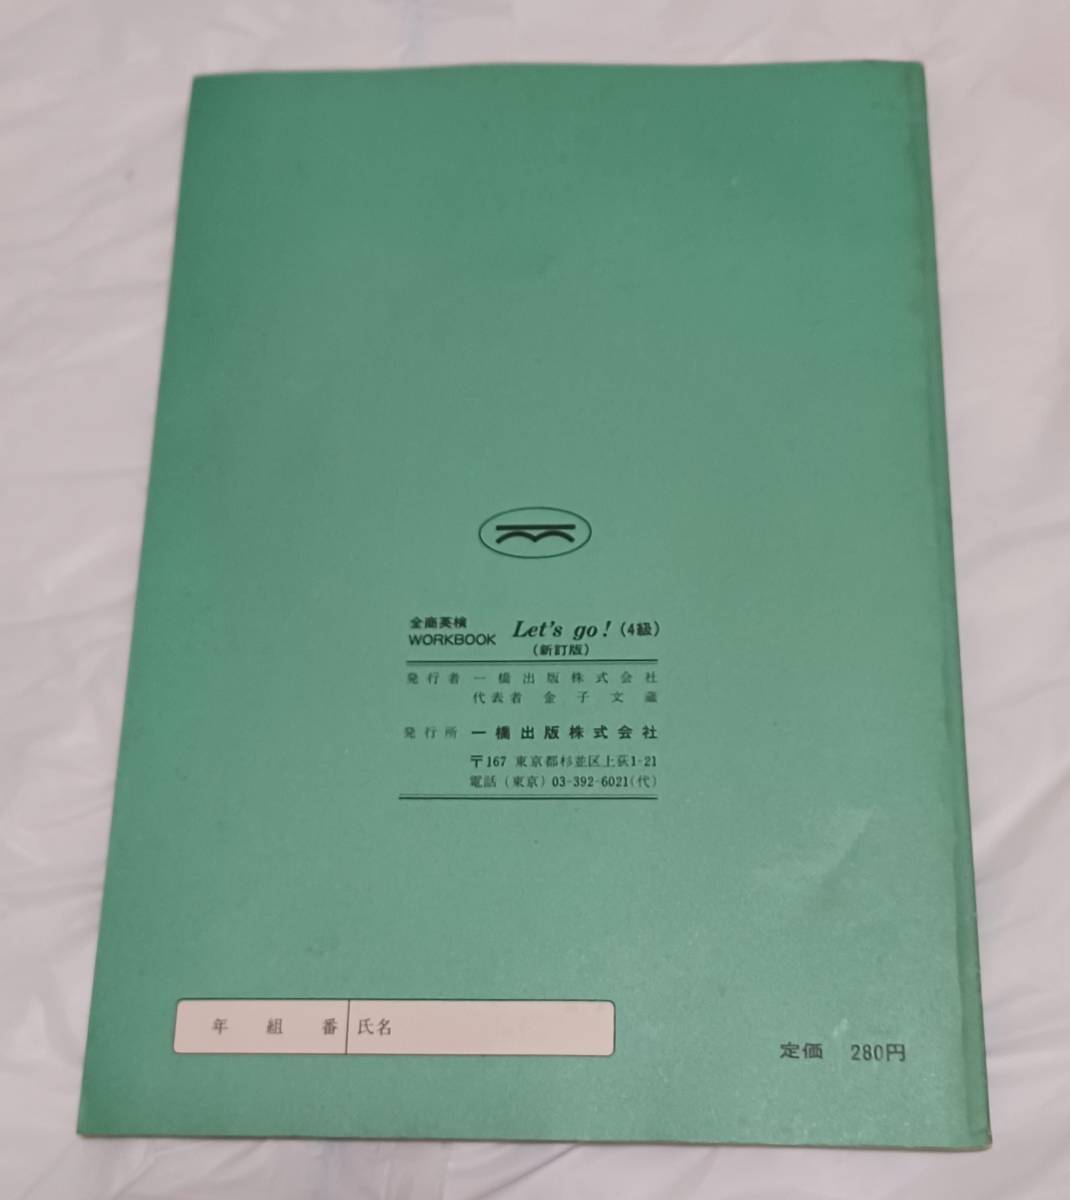 全商英検
WORKBOOK Let's go! (4級)
(新訂版)
発行者 一橋出版株式会社
代表者 金子文蔵
発行所 一橋出版株式会社
〒167 東京都杉並区上荻1-21
電話(東京)03-392-6021(代)
年 組 番 氏名
定価 280円